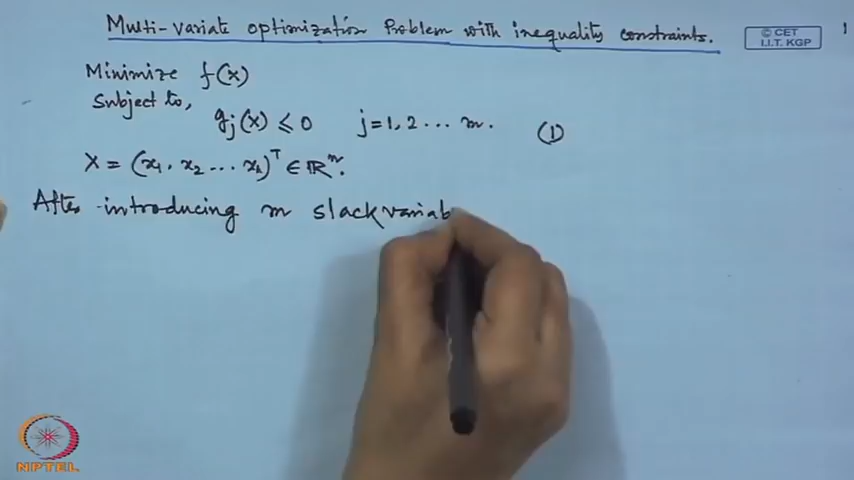 Multi-variate optimization Problem with inequality constraints.
© CET
I.I.T. KGP
1
Minimize f(x)
Subject to,
gj(x) ≤ 0 j = 1, 2 ... m. (1)
X = (x1, x2 ... xn)^T ∈ ℝ^n.
After introducing m slack variab
NPTEL